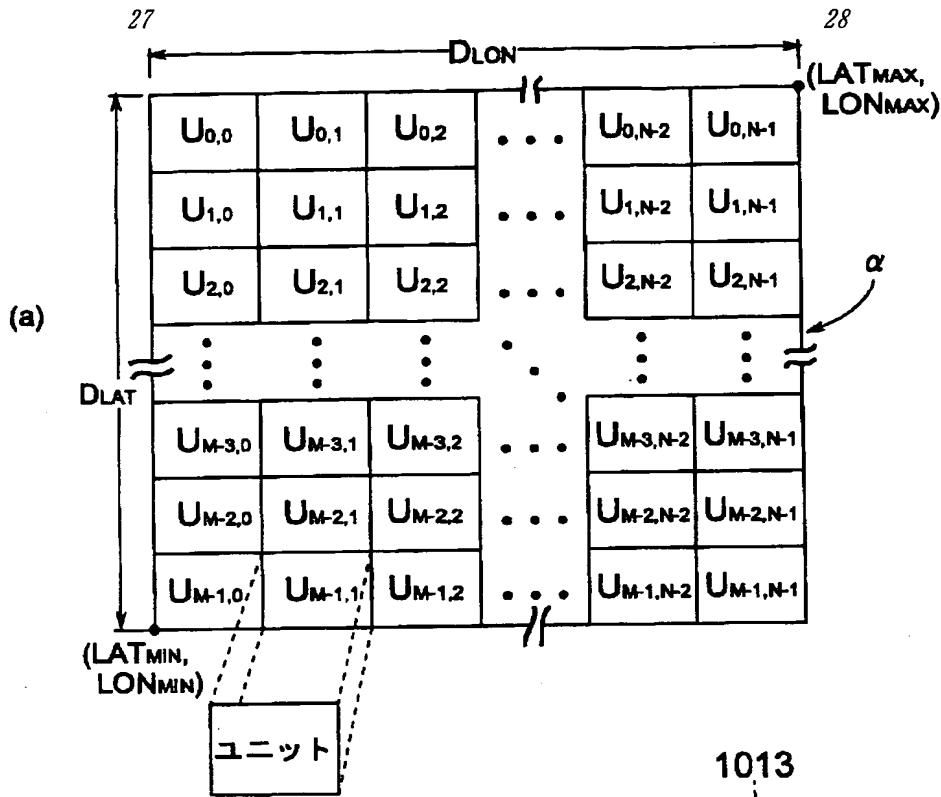 27 28
DLON
(LATMAX,
LONMAX)
U0,0 U0,1 U0,2 ... U0,N-2 U0,N-1
U1,0 U1,1 U1,2 ... U1,N-2 U1,N-1
U2,0 U2,1 U2,2 ... U2,N-2 U2,N-1
α
(a)
DLAT
UM-3,0 UM-3,1 UM-3,2 ... UM-3,N-2 UM-3,N-1
UM-2,0 UM-2,1 UM-2,2 ... UM-2,N-2 UM-2,N-1
UM-1,0 UM-1,1 UM-1,2 ... UM-1,N-2 UM-1,N-1
(LATMIN,
LONMIN)
ユニット
1013